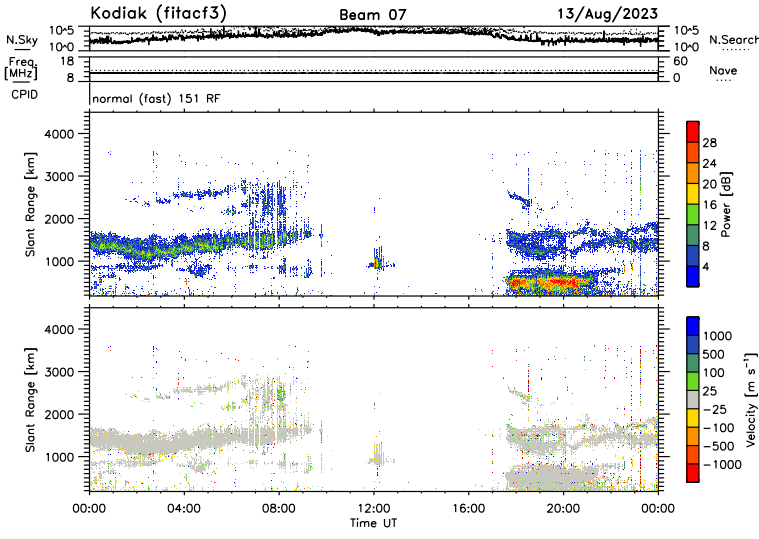 Kodiak (fitacf3) Beam 07 13/Aug/2023
N.Sky 10^5 10^0 10^5 10^0 N.Search
Freq. [MHz] 18 8 60 0 Nave
CPID normal (fast) 151 RF
Slant Range [km] 4000 3000 2000 1000
Power [dB] 28 24 20 16 12 8 4
Slant Range [km] 4000 3000 2000 1000
Velocity [m s^-1] 1000 500 100 25 -25 -100 -500 -1000
00:00 04:00 08:00 12:00 16:00 20:00 00:00
Time UT